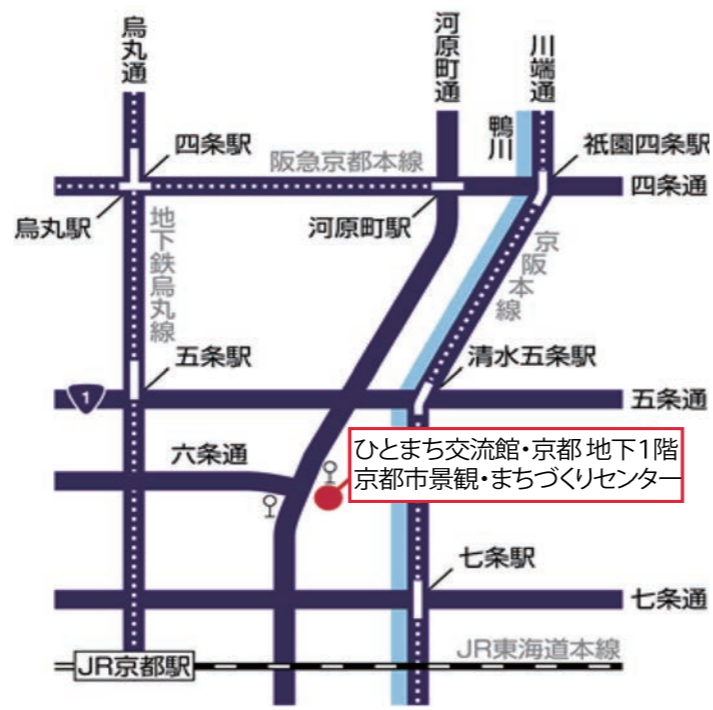 烏丸通
河原町通
川端通
鴨川
四条駅
阪急京都本線
祇園四条駅
四条通
烏丸駅
地下鉄烏丸線
河原町駅
京阪本線
五条駅
清水五条駅
1
五条通
六条通
ひとまち交流館・京都 地下1階
京都市景観・まちづくりセンター
七条駅
七条通
JR東海道本線
JR京都駅